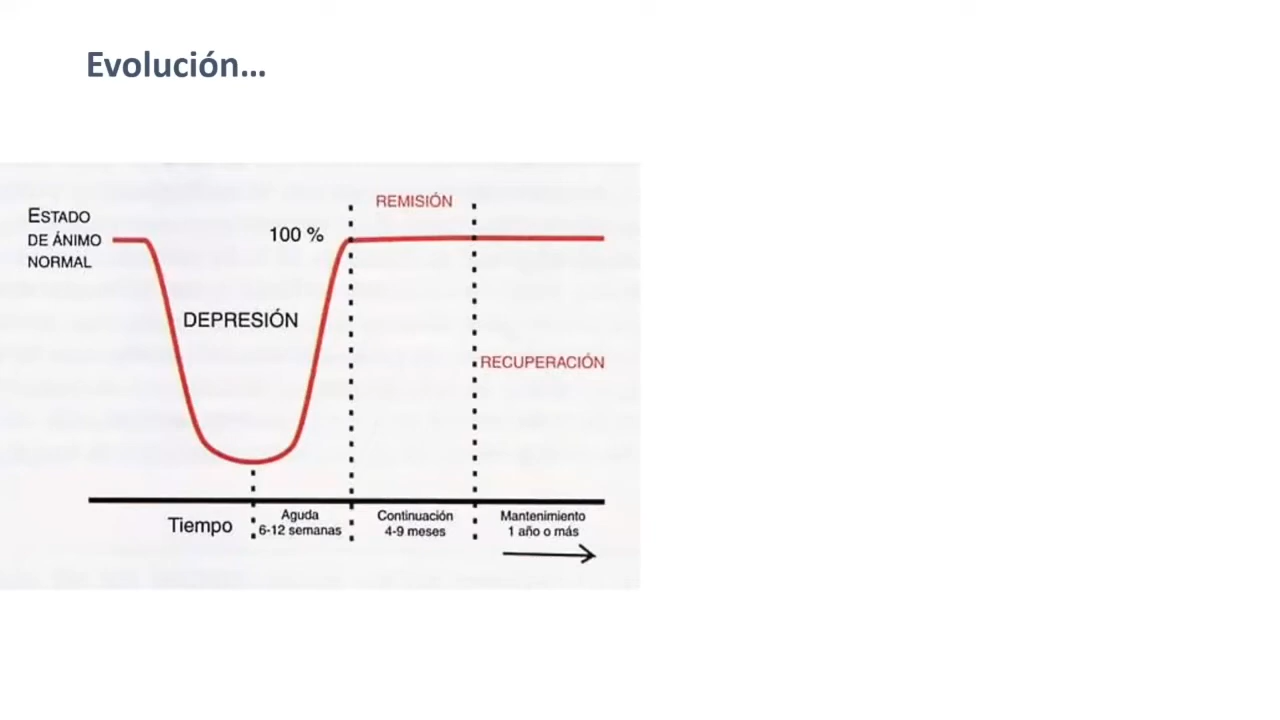 Evolución...
REMISIÓN
ESTADO
DE ÁNIMO
NORMAL
100 %
DEPRESIÓN
RECUPERACIÓN
Tiempo
Aguda
6-12 semanas
Continuación
4-9 meses
Mantenimiento
1 año o más